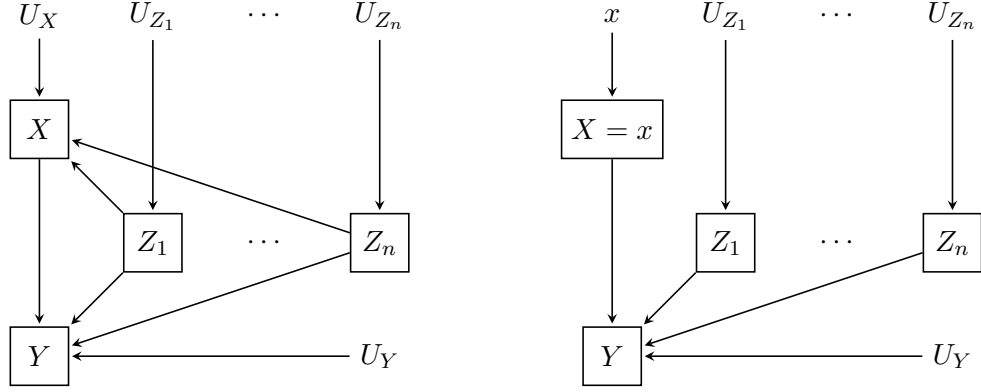 U_X U_{Z_1} ⋯ U_{Z_n} x U_{Z_1} ⋯ U_{Z_n}
X X = x
Z_1 ⋯ Z_n Z_1 ⋯ Z_n
Y U_Y Y U_Y